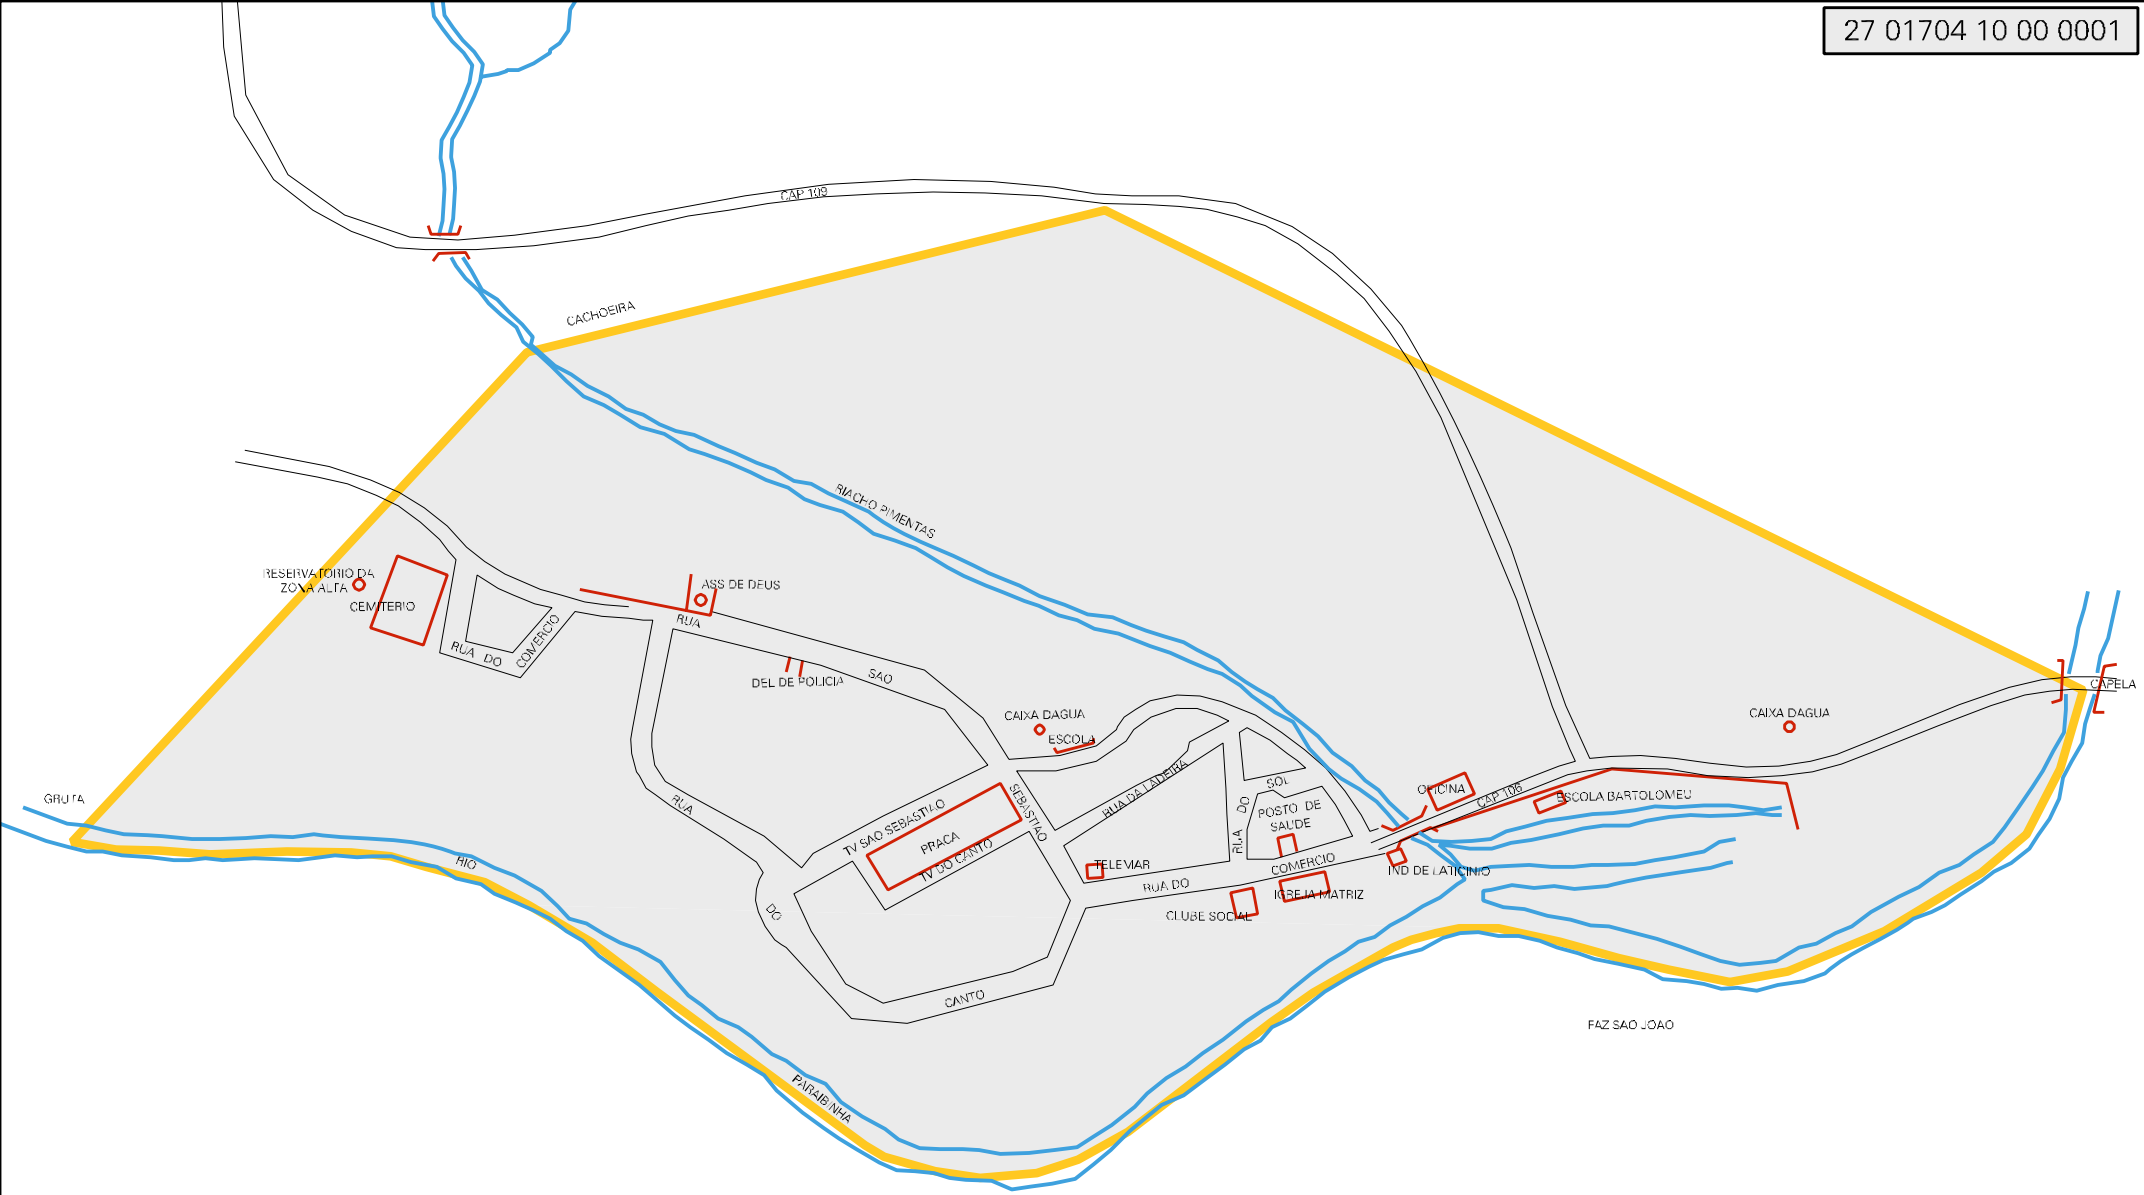 27 01704 10 00 0001
CAP 109
CACHOEIRA
RIACHO PIMENTAS
RESERVATORIO DA
ZONA ALTA
CEMITERIO
ASS DE DEUS
RUA
RUA DO
COMERCIO
DEL DE POLICIA
SAO
CAPELA
CAIXA DAGUA
CAIXA DAGUA
ESCOLA
RUA DA LADEIRA
SEBASTIAO
SOL
DO
RUA
OFICINA
CAP 106
ESCOLA BARTOLOMEU
GRUTA
RUA
TV SAO SEBASTIAO
PRACA
TV DO CANTO
POSTO DE
SAUDE
RIO
TELEMAR
COMERCIO
IND DE LATICINIO
RUA DO
IGREJA MATRIZ
CLUBE SOCIAL
DO
CANTO
FAZ SAO JOAO
PARAIBINHA